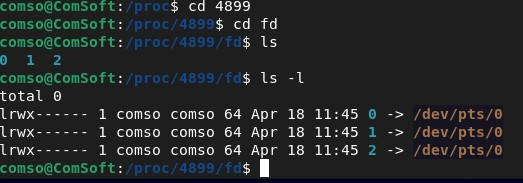 comso@ComSoft:/proc$ cd 4899
comso@ComSoft:/proc/4899$ cd fd
comso@ComSoft:/proc/4899/fd$ ls
0  1  2
comso@ComSoft:/proc/4899/fd$ ls -l
total 0
lrwx------ 1 comso comso 64 Apr 18 11:45 0 -> /dev/pts/0
lrwx------ 1 comso comso 64 Apr 18 11:45 1 -> /dev/pts/0
lrwx------ 1 comso comso 64 Apr 18 11:45 2 -> /dev/pts/0
comso@ComSoft:/proc/4899/fd$